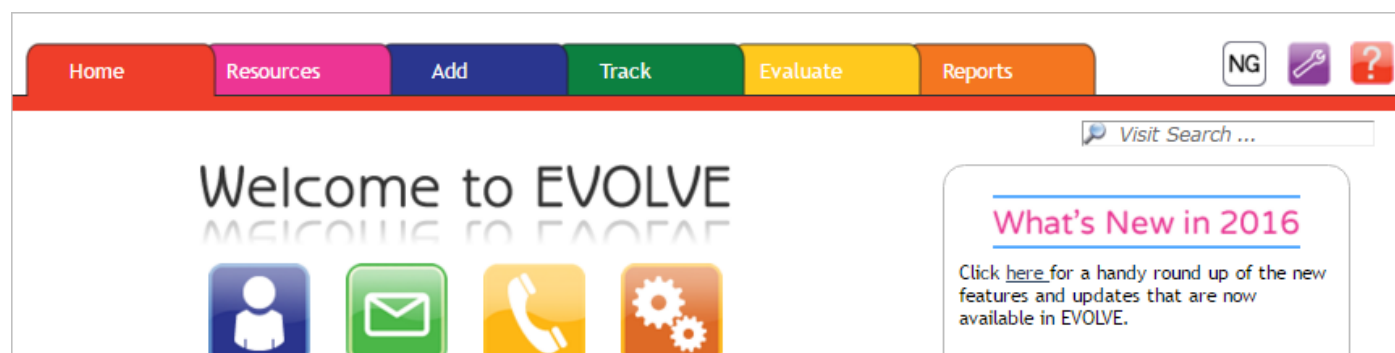 Home Resources Add Track Evaluate Reports NG ?
Visit Search ...
Welcome to EVOLVE
What's New in 2016
Click here for a handy round up of the new
features and updates that are now
available in EVOLVE.